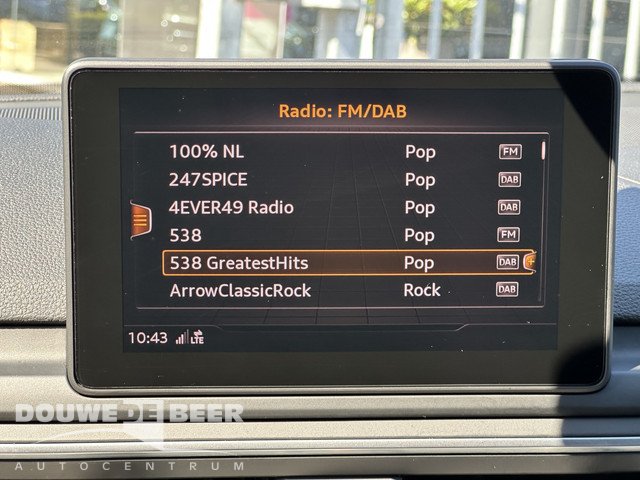 Radio: FM/DAB
100% NL Pop FM
247SPICE Pop DAB
4EVER49 Radio Pop DAB
538 Pop FM
538 GreatestHits Pop DAB
ArrowClassicRock Rock DAB
10:43 LTE
DOUWE DE BEER
AUTOCENTRUM